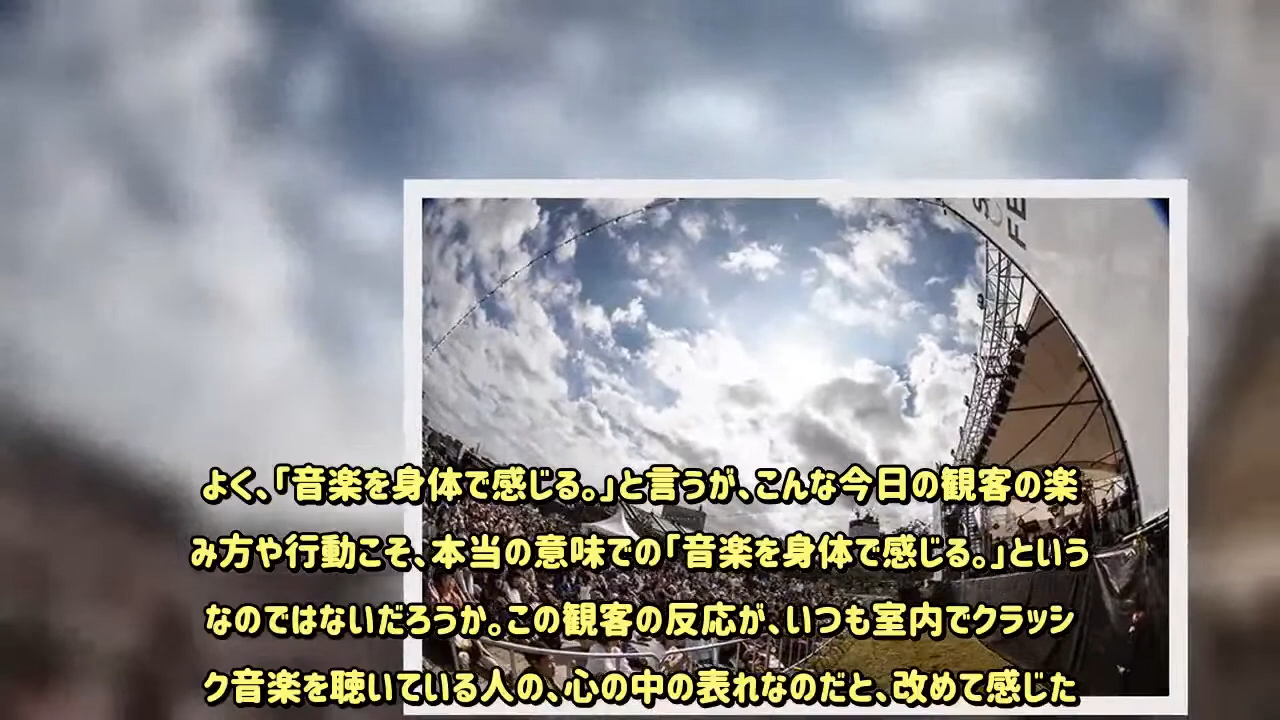 FE
よく、「音楽を身体で感じる。」と言うが、こんな今日の観客の楽
み方や行動こそ、本当の意味での「音楽を身体で感じる。」という
なのではないだろうか。この観客の反応が、いつも室内でクラッシ
ク音楽を聴いている人の、心の中の表れなのだと、改めて感じた